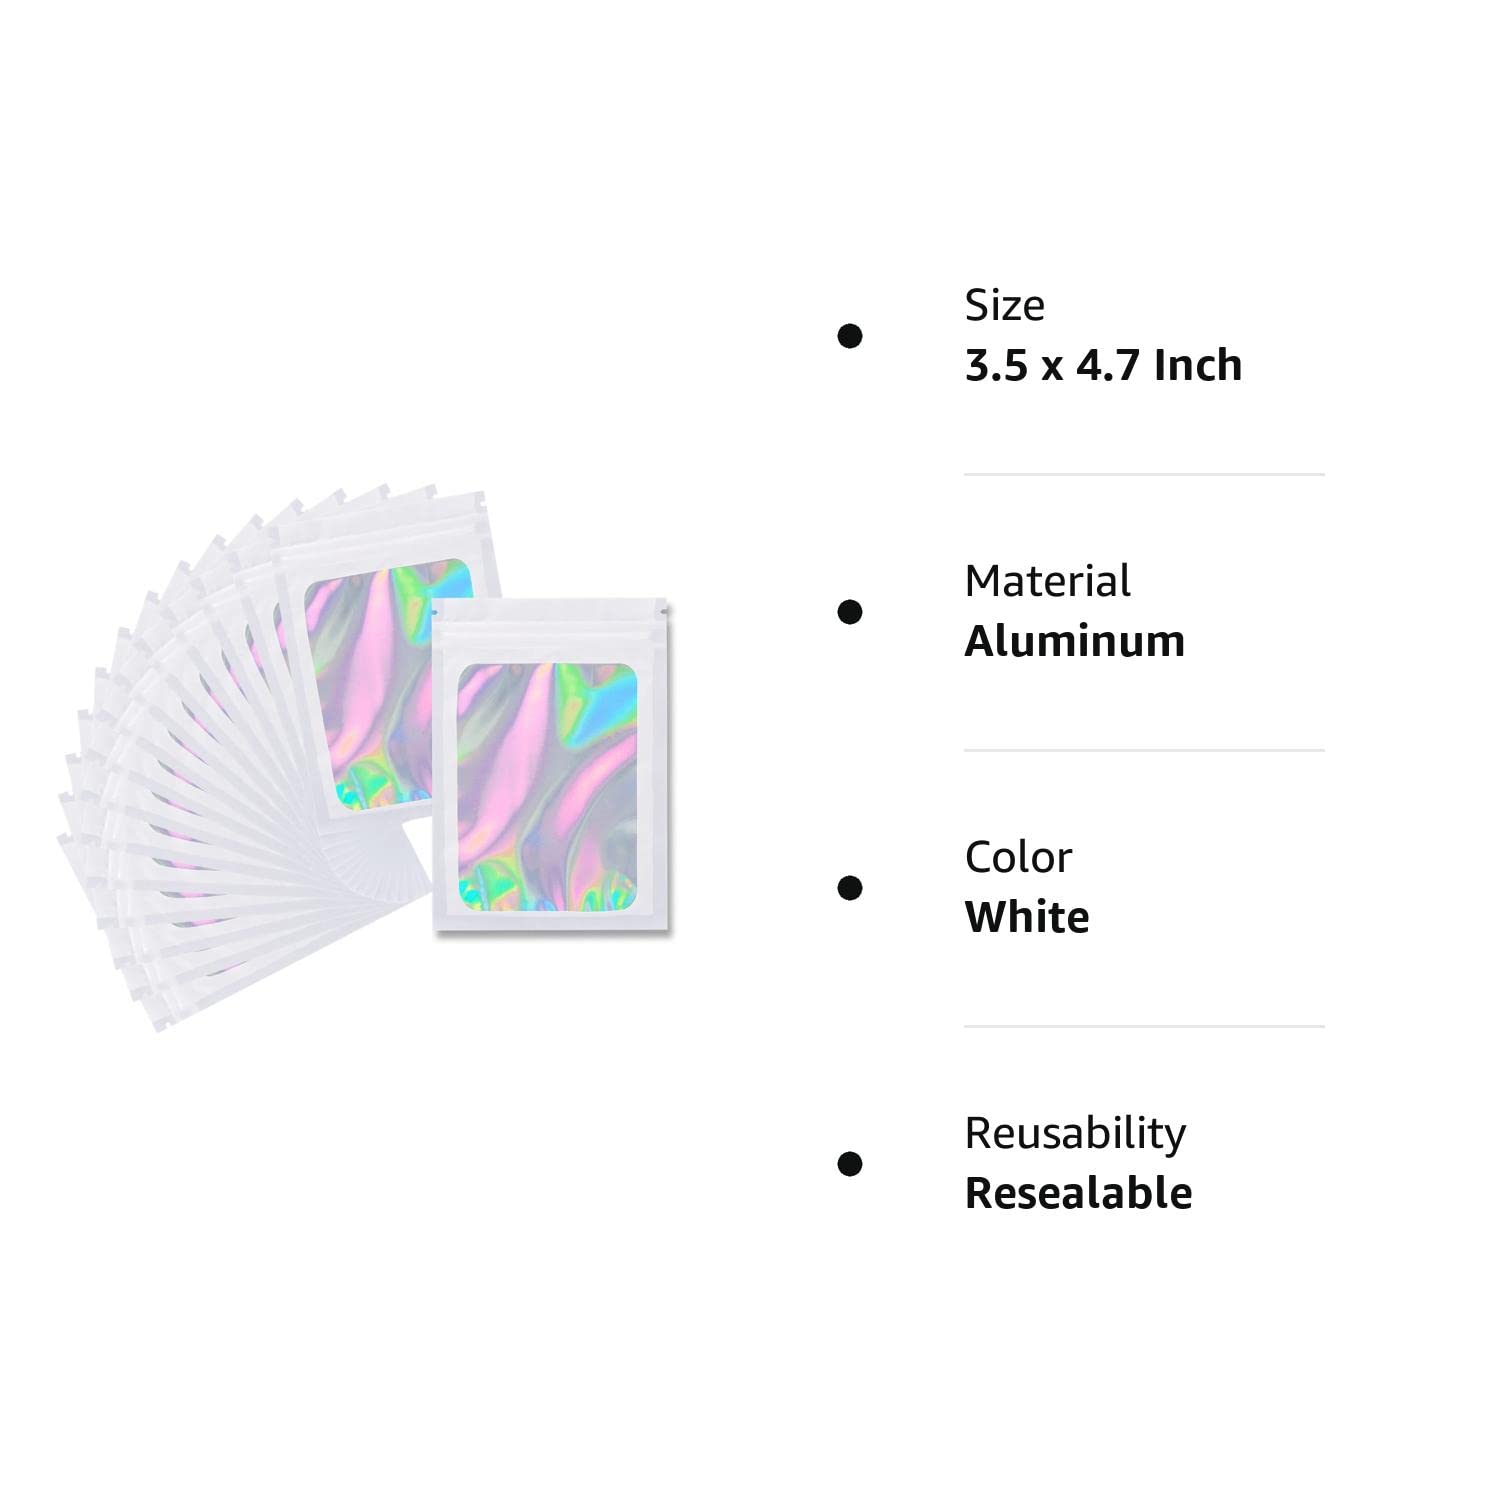 Size
3.5 x 4.7 Inch
Material
Aluminum
Color
White
Reusability
Resealable